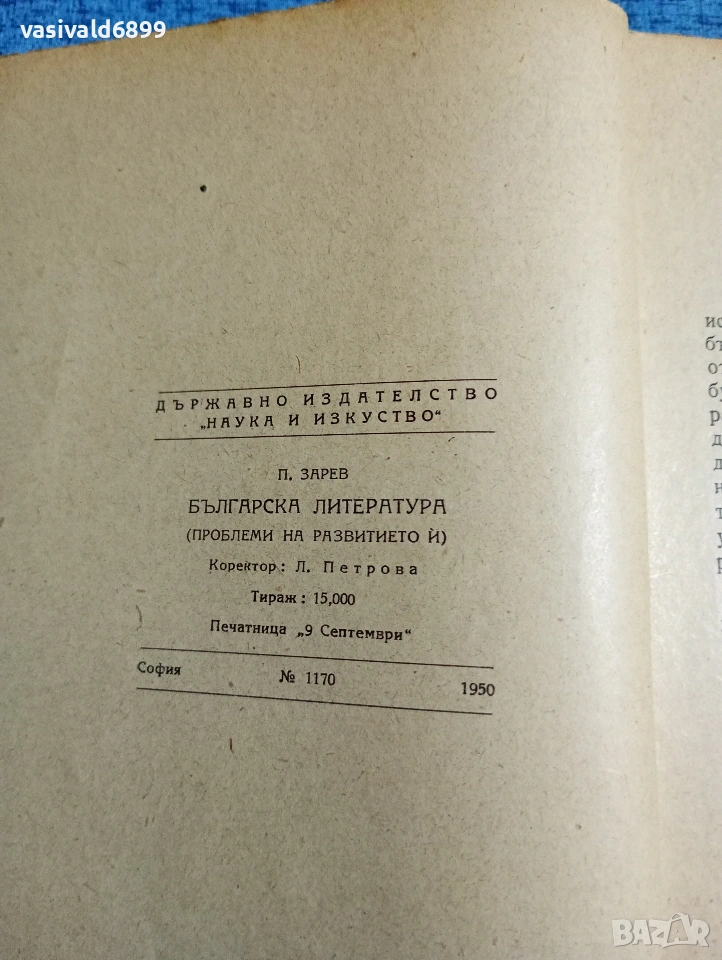 vasivald6899
ДЪРЖАВНО ИЗДАТЕЛСТВО
„НАУКА И ИЗКУСТВО“
П. ЗАРЕВ
БЪЛГАРСКА ЛИТЕРАТУРА
(ПРОБЛЕМИ НА РАЗВИТИЕТО Ѝ)
Коректор: Л. Петрова
Тираж: 15,000
Печатница „9 Септември“
София № 1170 1950
BAZAR